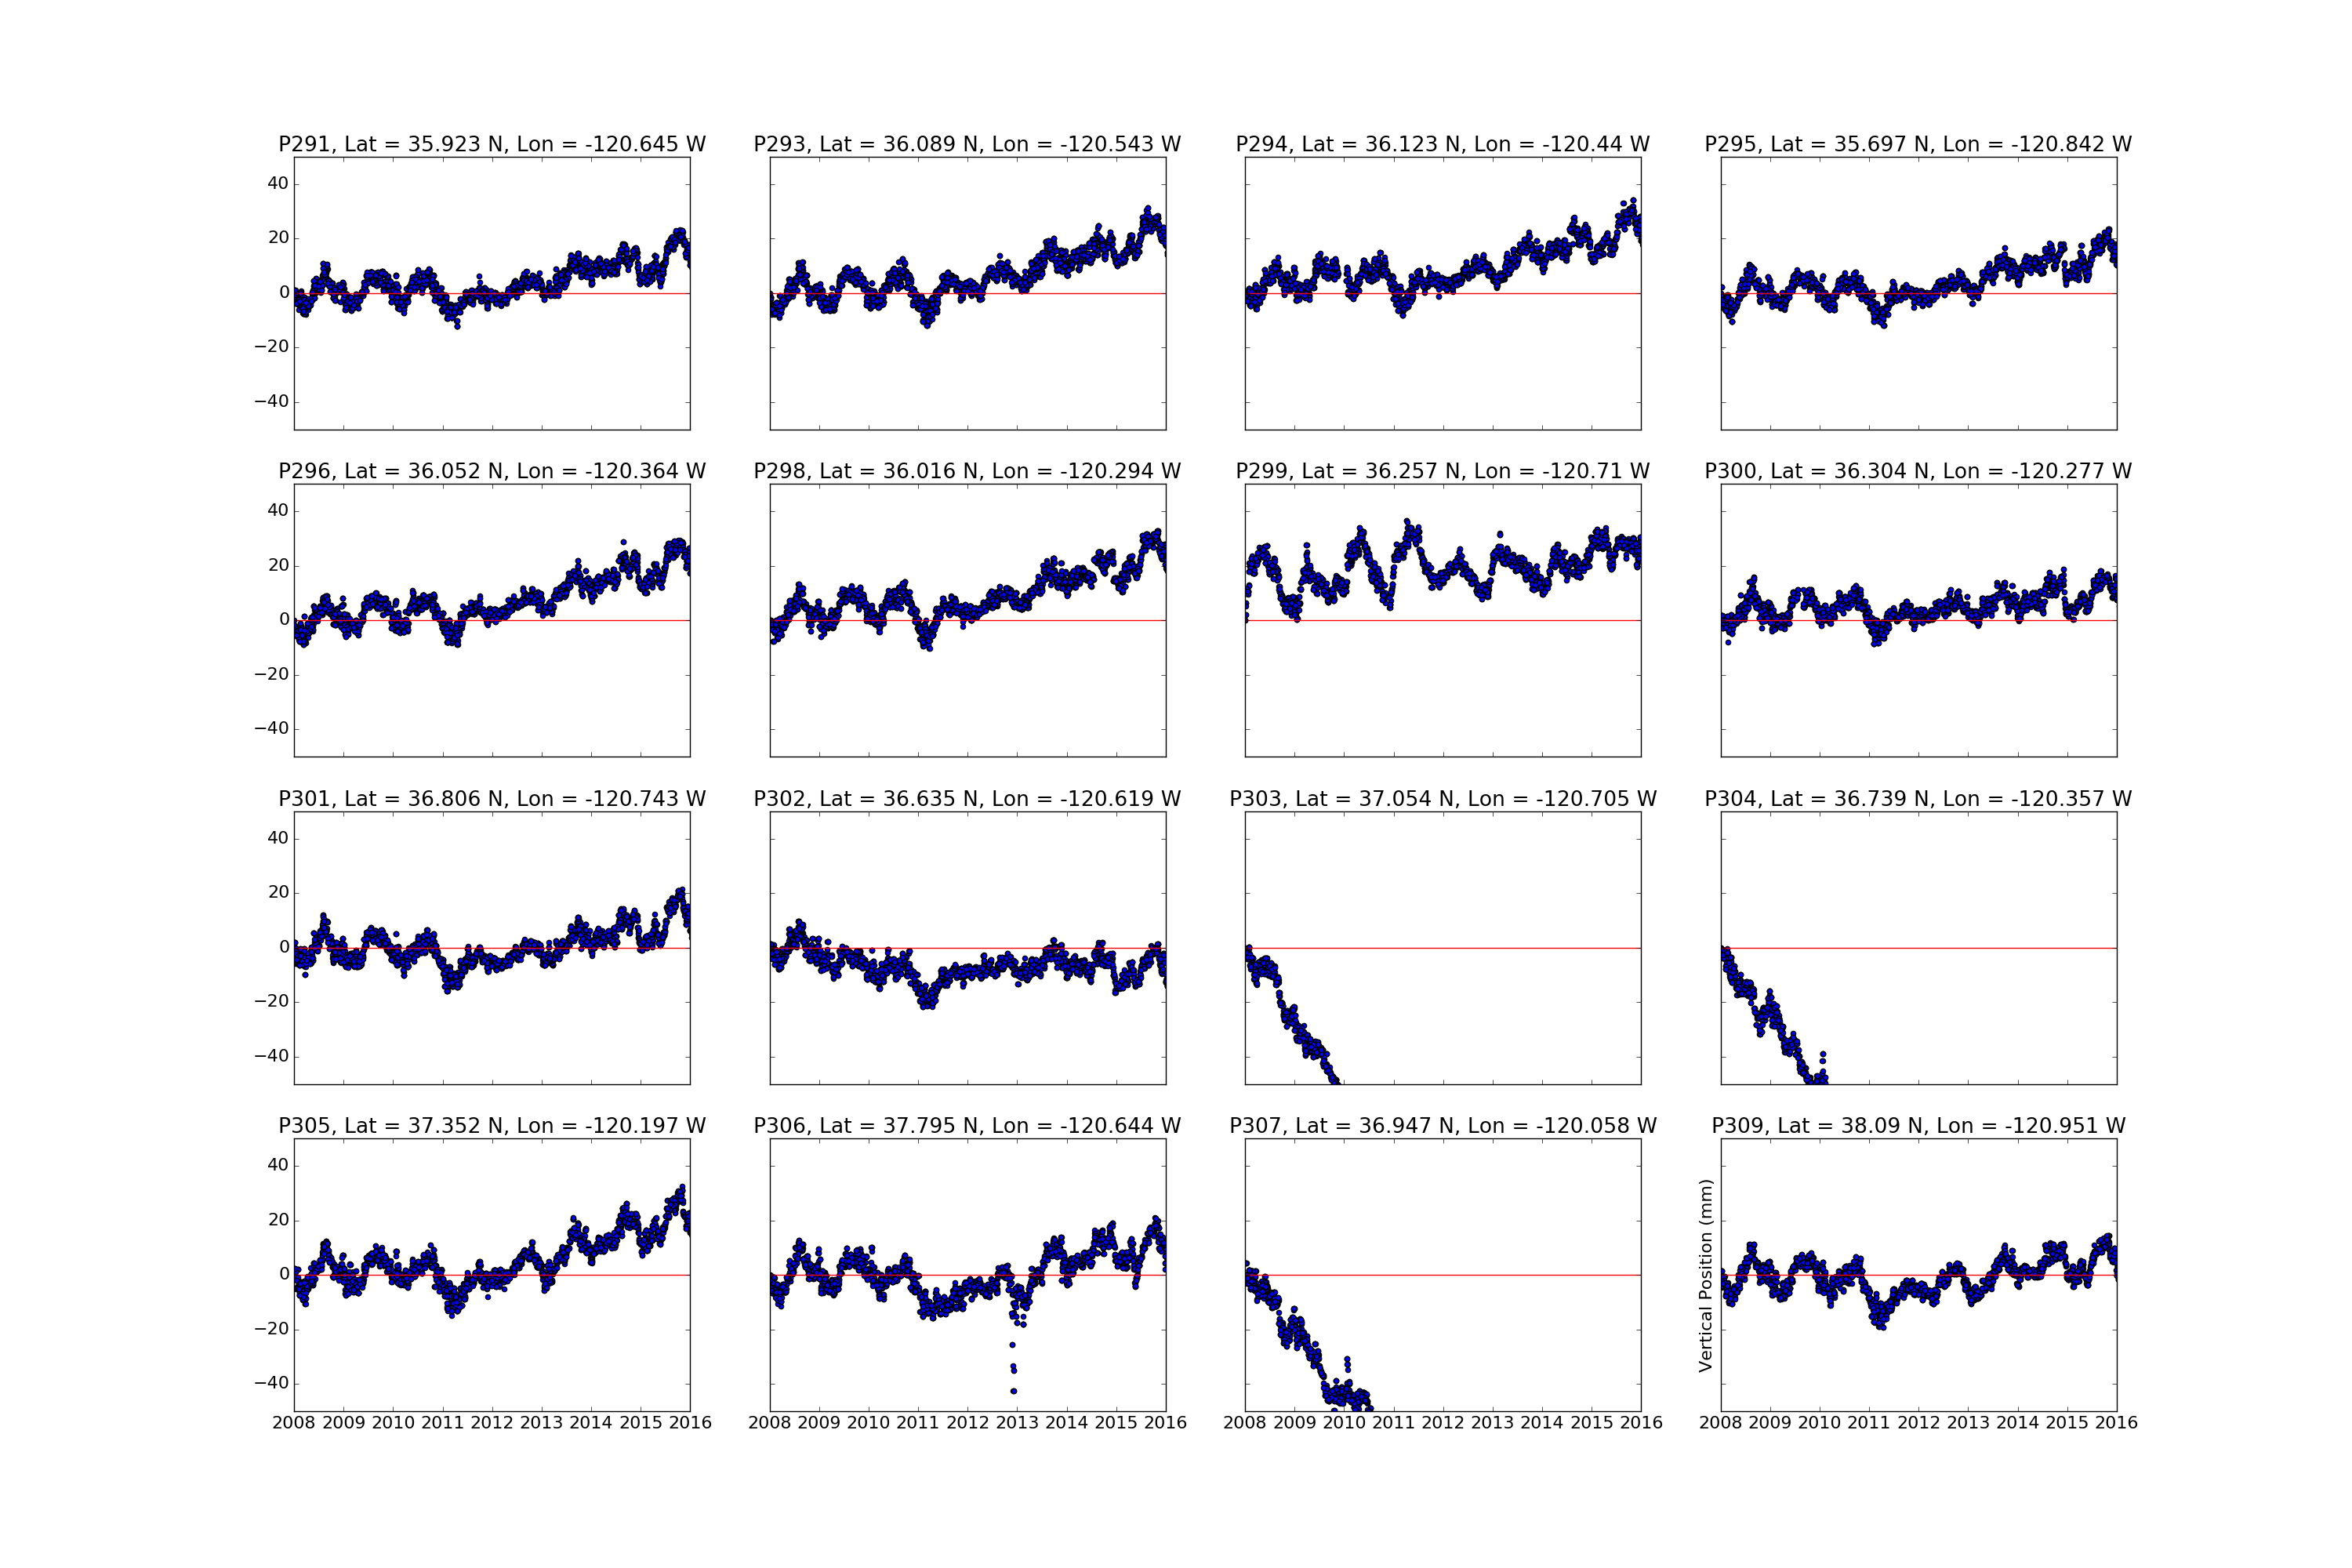 P291, Lat = 35.923 N, Lon = -120.645 W
P293, Lat = 36.089 N, Lon = -120.543 W
P294, Lat = 36.123 N, Lon = -120.44 W
P295, Lat = 35.697 N, Lon = -120.842 W
40
20
0
−20
−40
P296, Lat = 36.052 N, Lon = -120.364 W
P298, Lat = 36.016 N, Lon = -120.294 W
P299, Lat = 36.257 N, Lon = -120.71 W
P300, Lat = 36.304 N, Lon = -120.277 W
40
20
0
−20
−40
P301, Lat = 36.806 N, Lon = -120.743 W
P302, Lat = 36.635 N, Lon = -120.619 W
P303, Lat = 37.054 N, Lon = -120.705 W
P304, Lat = 36.739 N, Lon = -120.357 W
40
20
0
−20
−40
P305, Lat = 37.352 N, Lon = -120.197 W
P306, Lat = 37.795 N, Lon = -120.644 W
P307, Lat = 36.947 N, Lon = -120.058 W
P309, Lat = 38.09 N, Lon = -120.951 W
40
20
0
−20
−40
Vertical Position (mm)
2008 2009 2010 2011 2012 2013 2014 2015 2016
2008 2009 2010 2011 2012 2013 2014 2015 2016
2008 2009 2010 2011 2012 2013 2014 2015 2016
2008 2009 2010 2011 2012 2013 2014 2015 2016